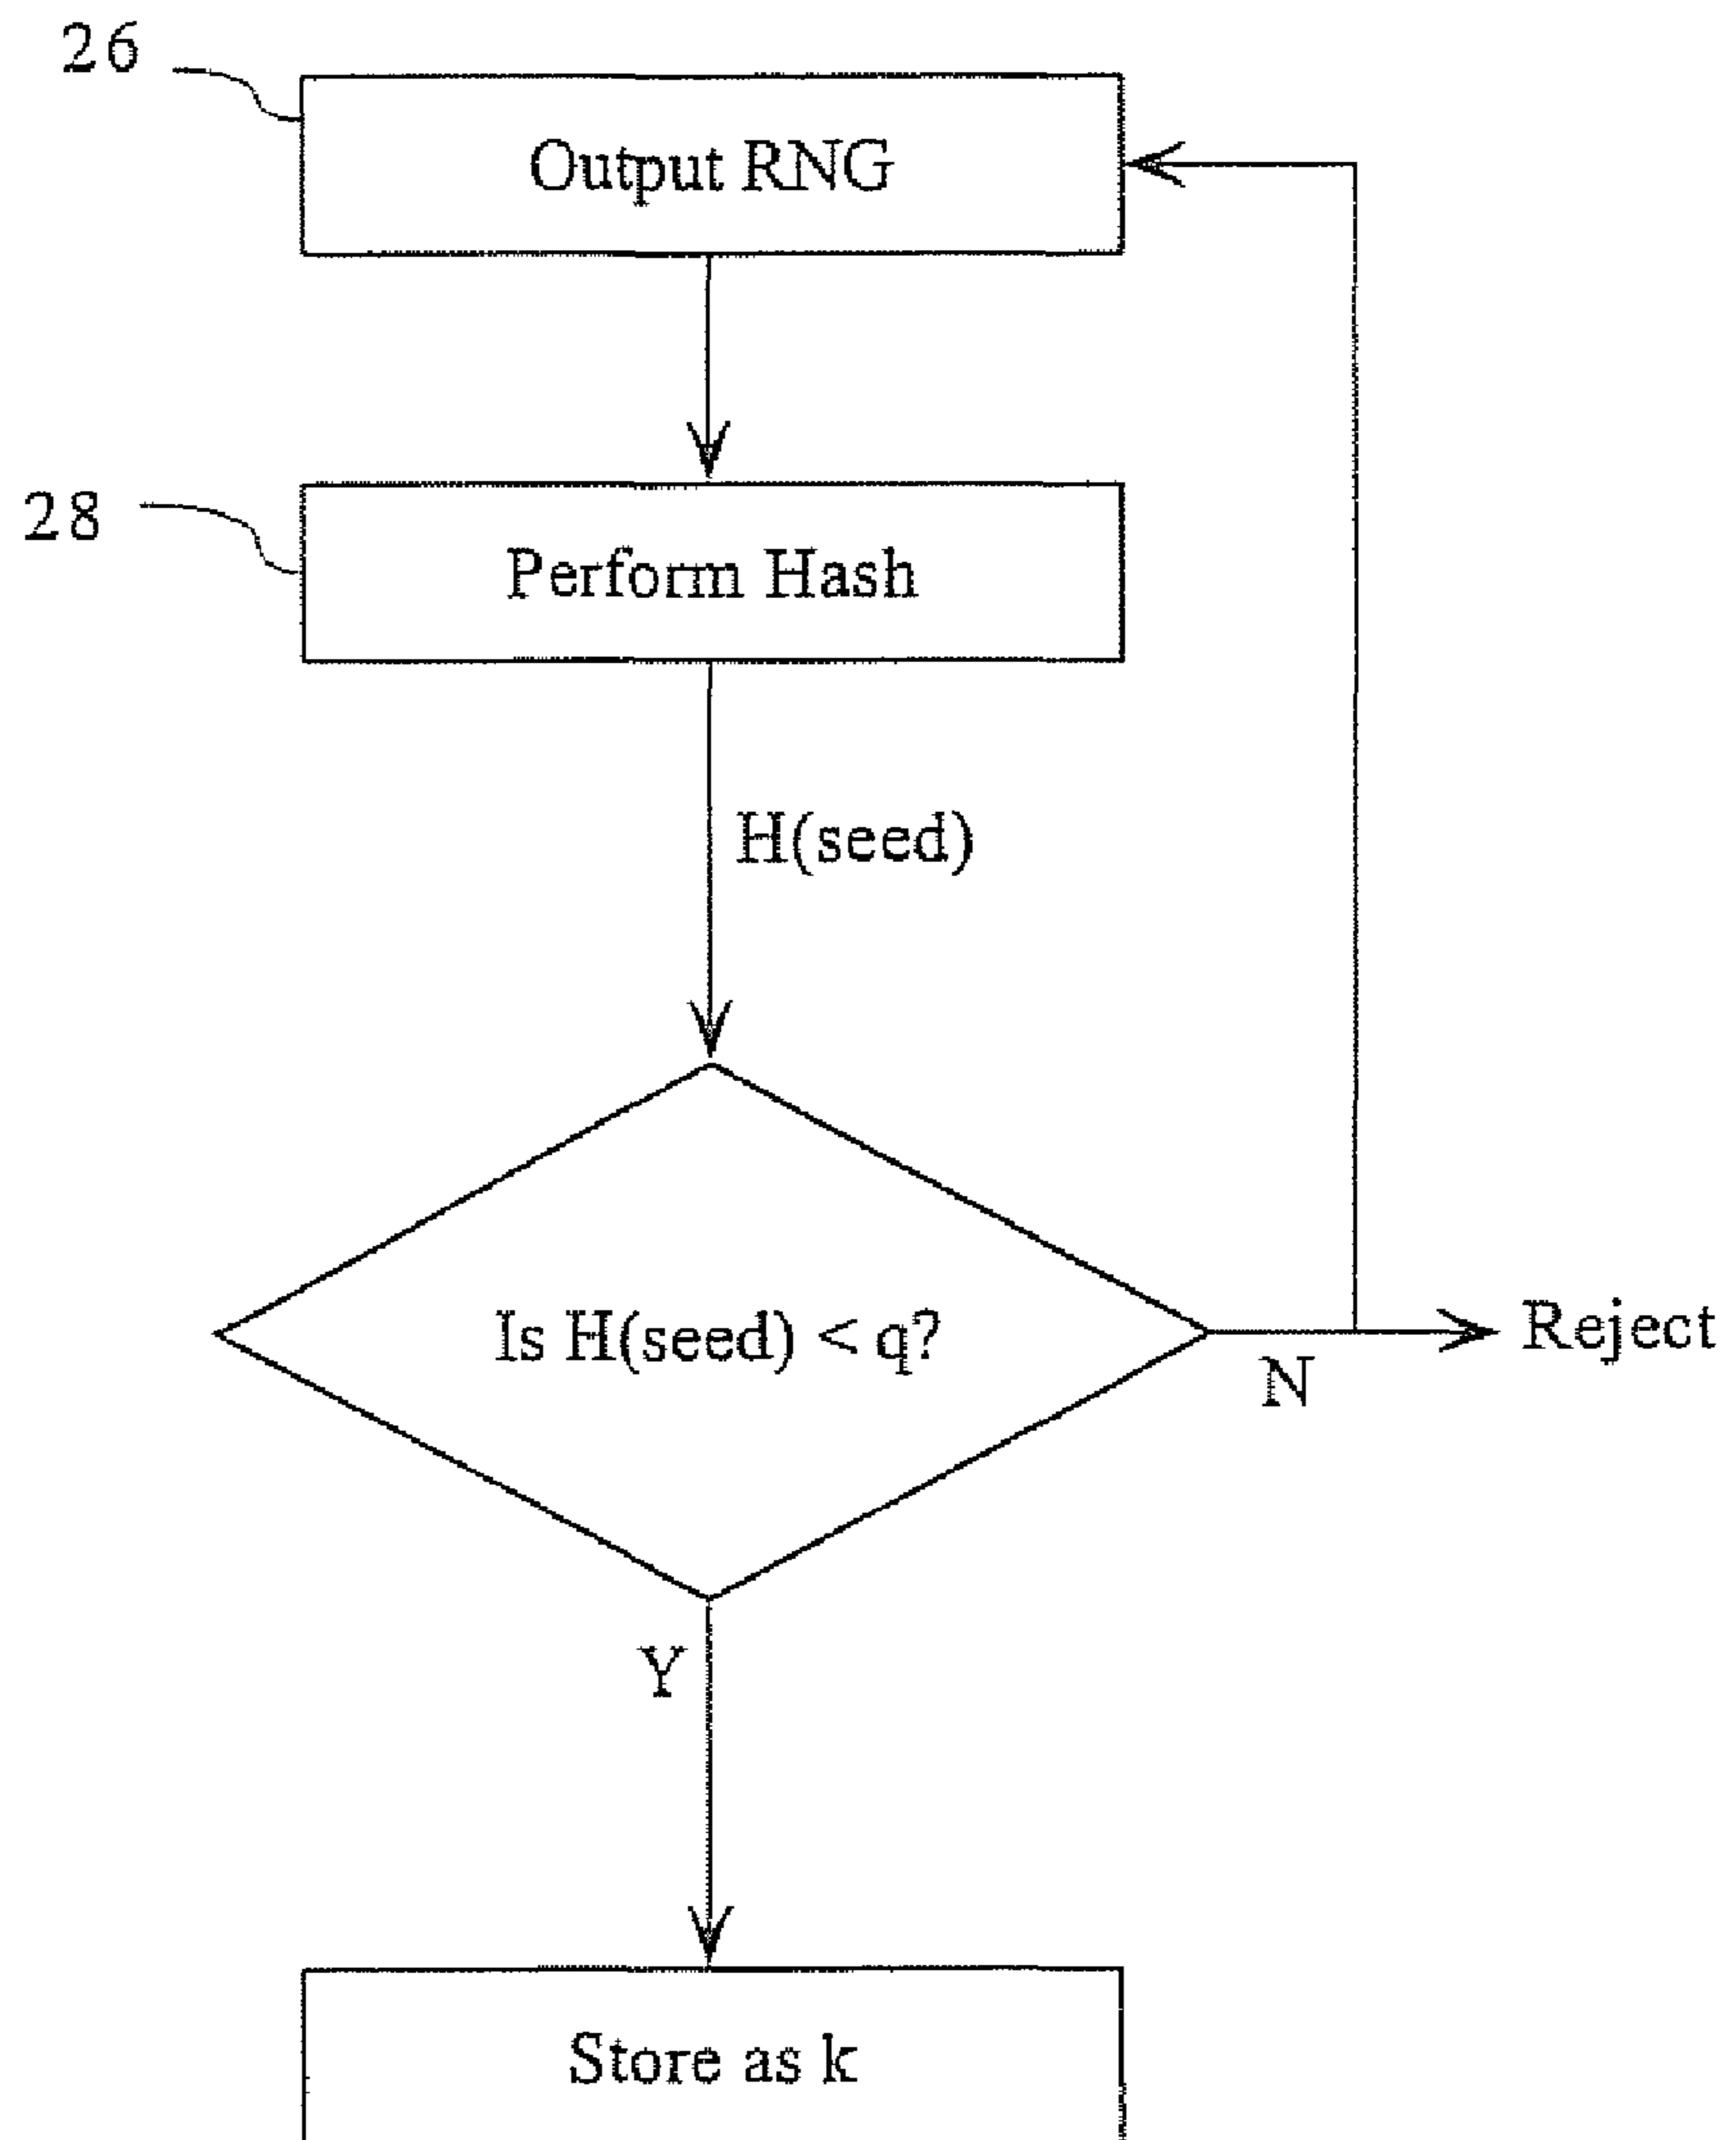 26
Output RNG
28
Perform Hash
H(seed)
Is H(seed) < q?
Reject
N
Y
Store as k